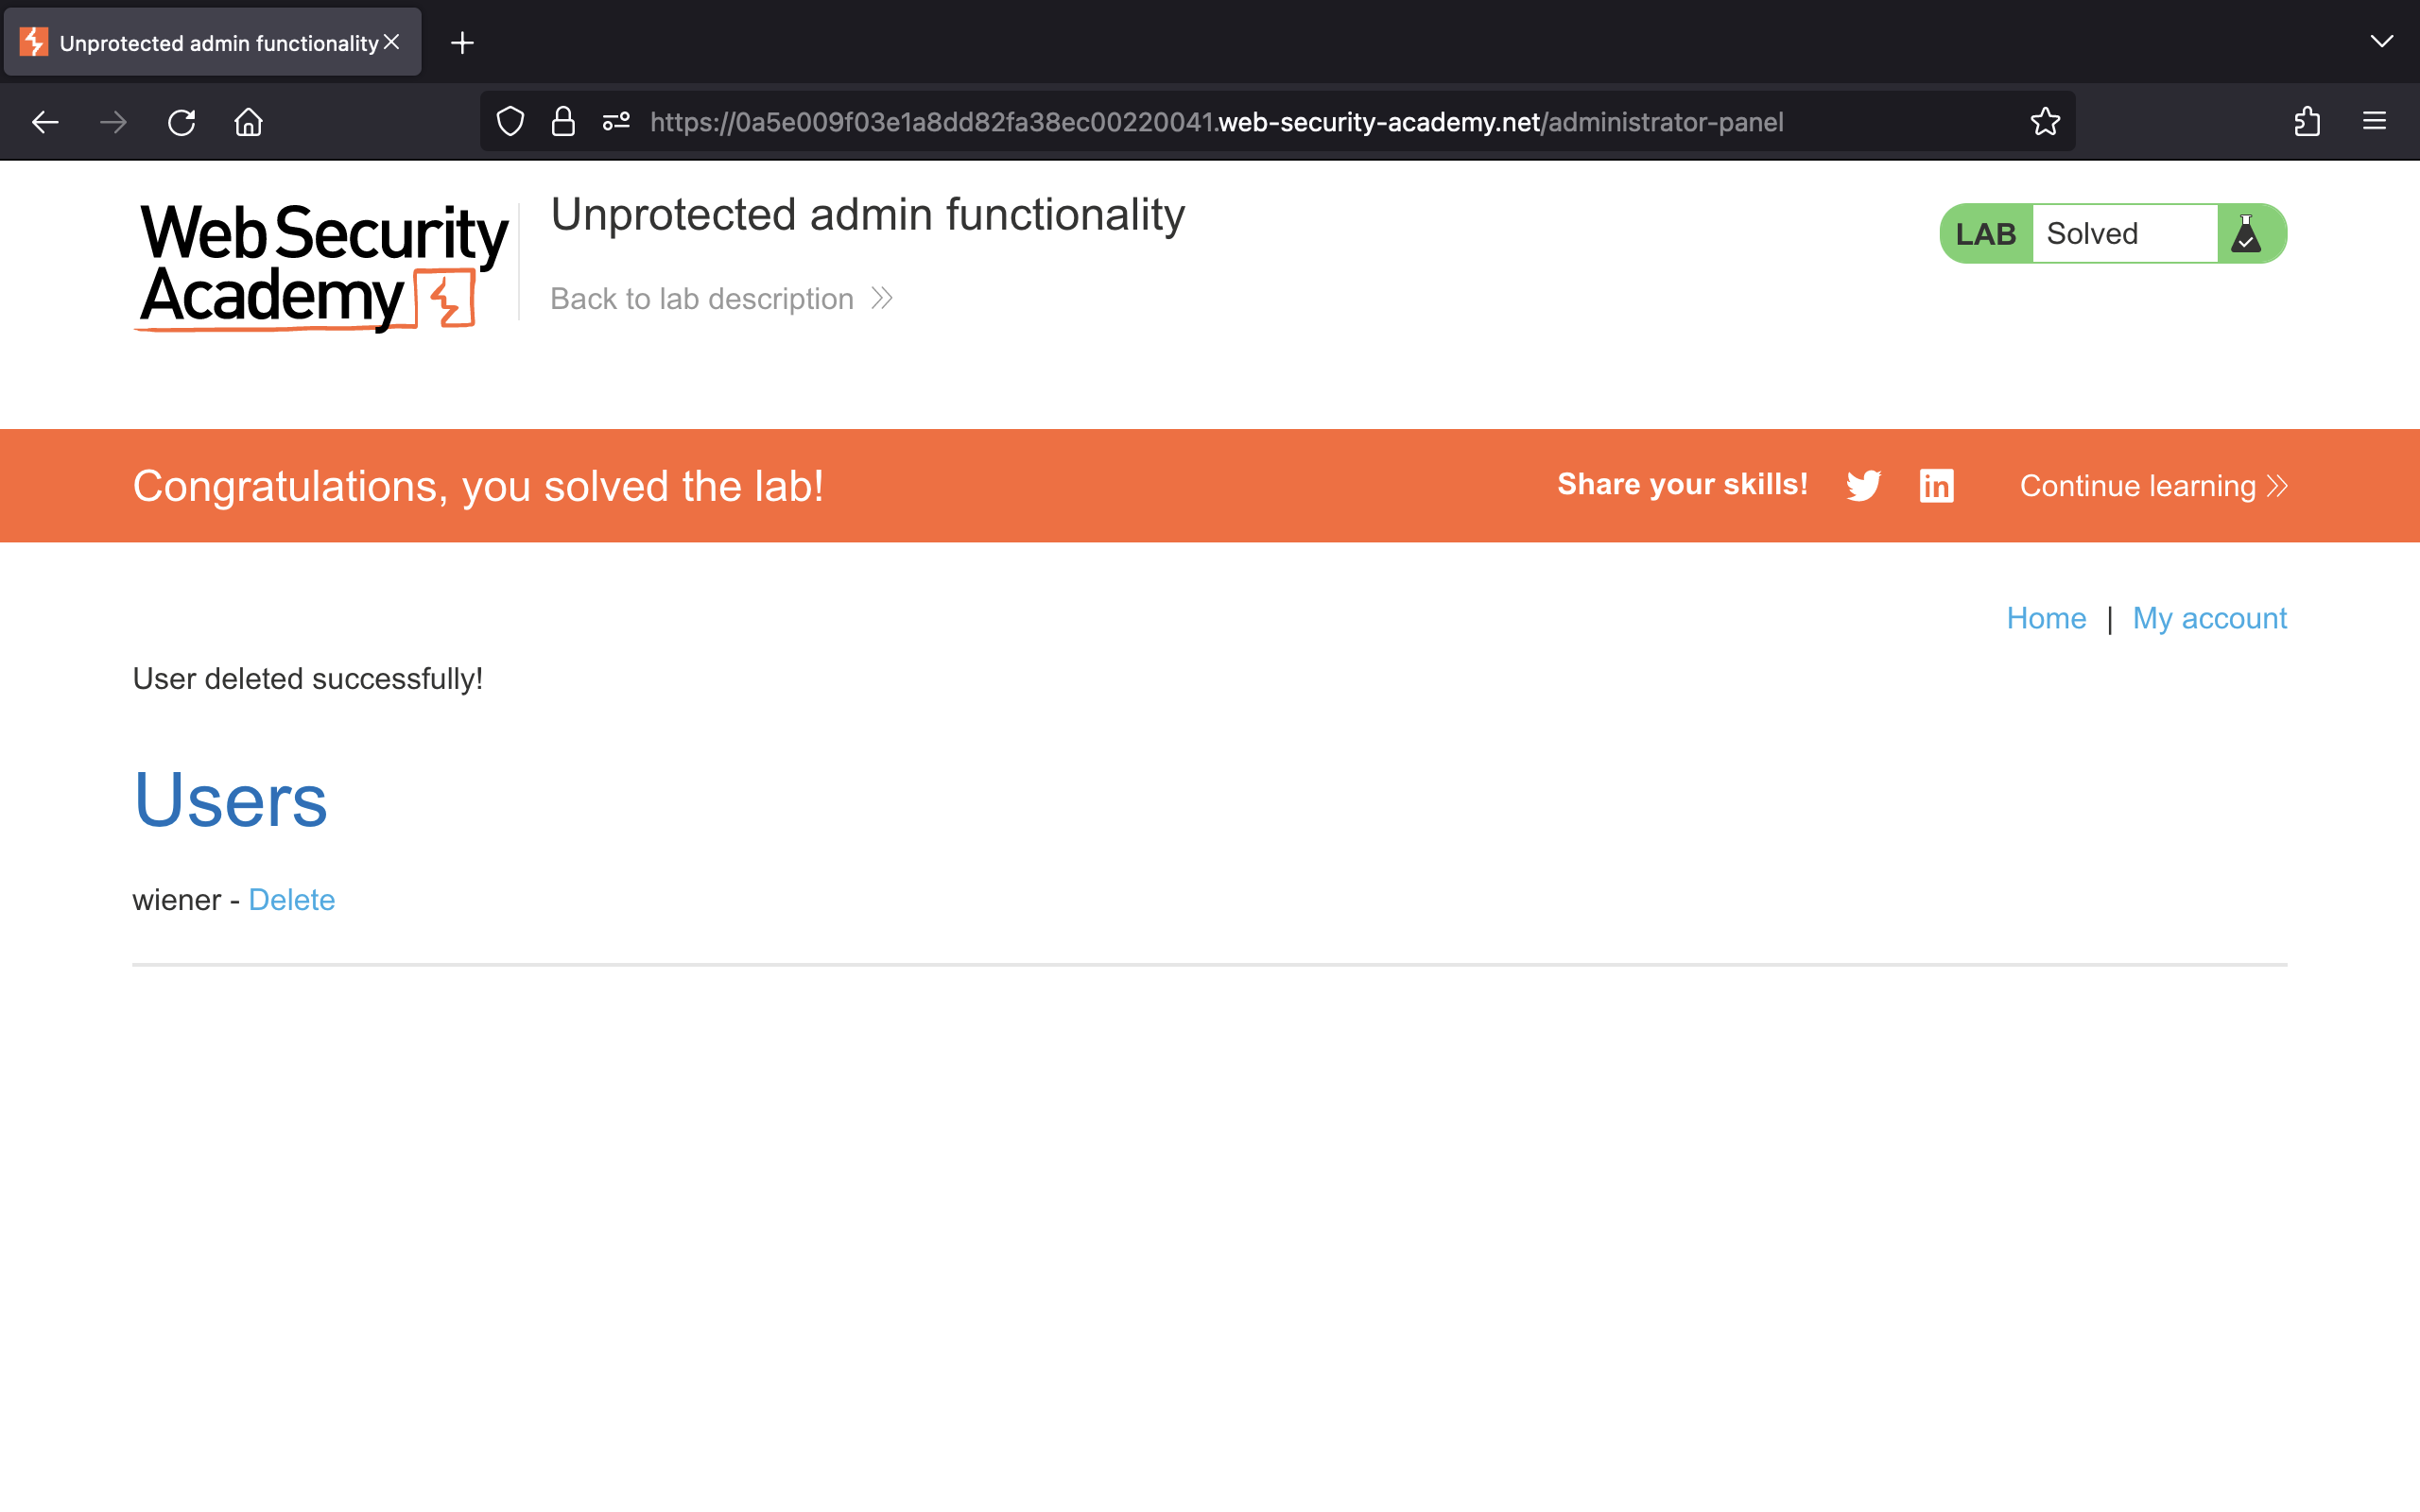 Unprotected admin functionality
https://0a5e009f03e1a8dd82fa38ec00220041.web-security-academy.net/administrator-panel
Web Security
Academy
Unprotected admin functionality
Back to lab description
LAB Solved
Congratulations, you solved the lab!
Share your skills!
in
Continue learning
Home | My account
User deleted successfully!
Users
wiener - Delete